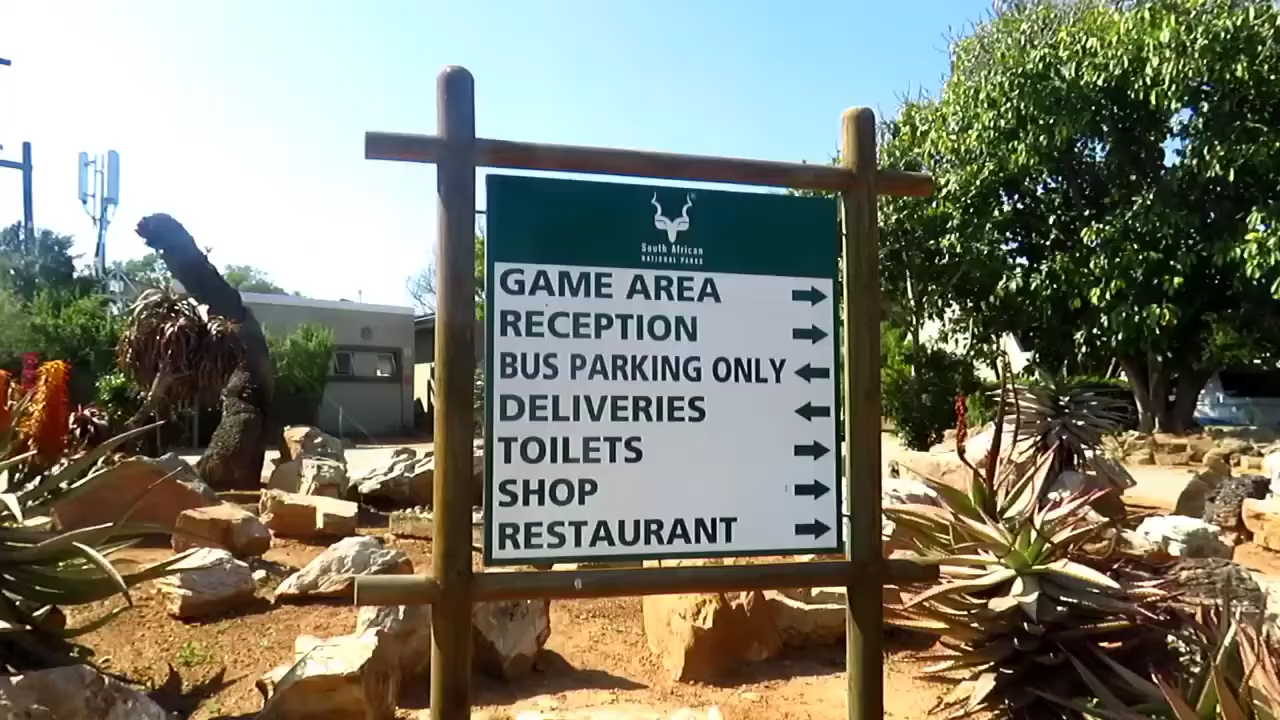 South African
NATIONAL PARKS
GAME AREA
RECEPTION
BUS PARKING ONLY
DELIVERIES
TOILETS
SHOP
RESTAURANT